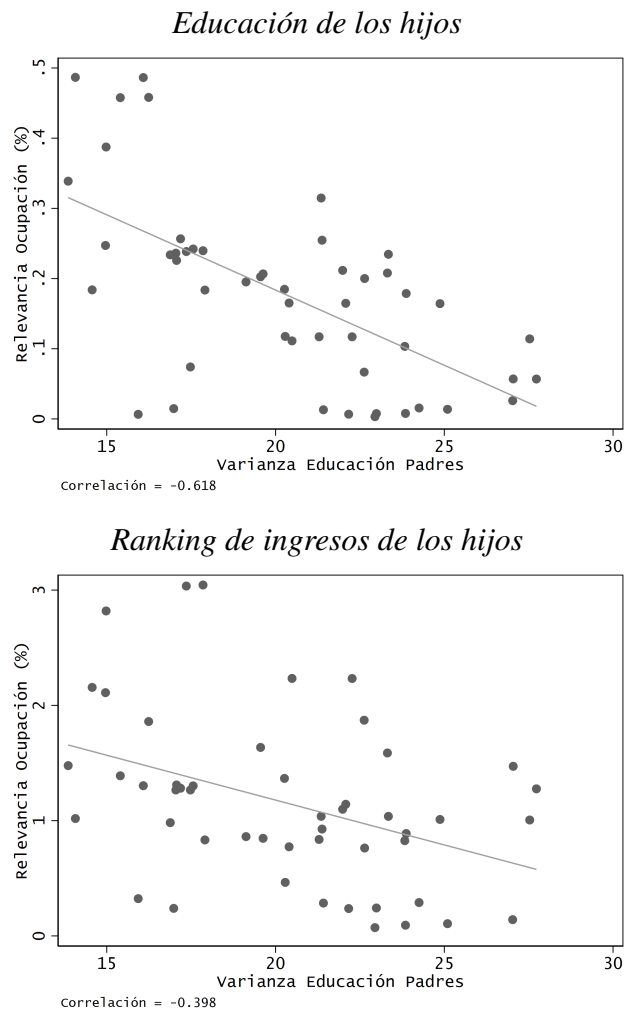 Educación de los hijos
.5
.4
.3
.2
.1
0
Relevancia Ocupación (%)
15 20 25 30
Varianza Educación Padres
Correlación = -0.618
Ranking de ingresos de los hijos
3
2
1
0
Relevancia Ocupación (%)
15 20 25 30
Varianza Educación Padres
Correlación = -0.398